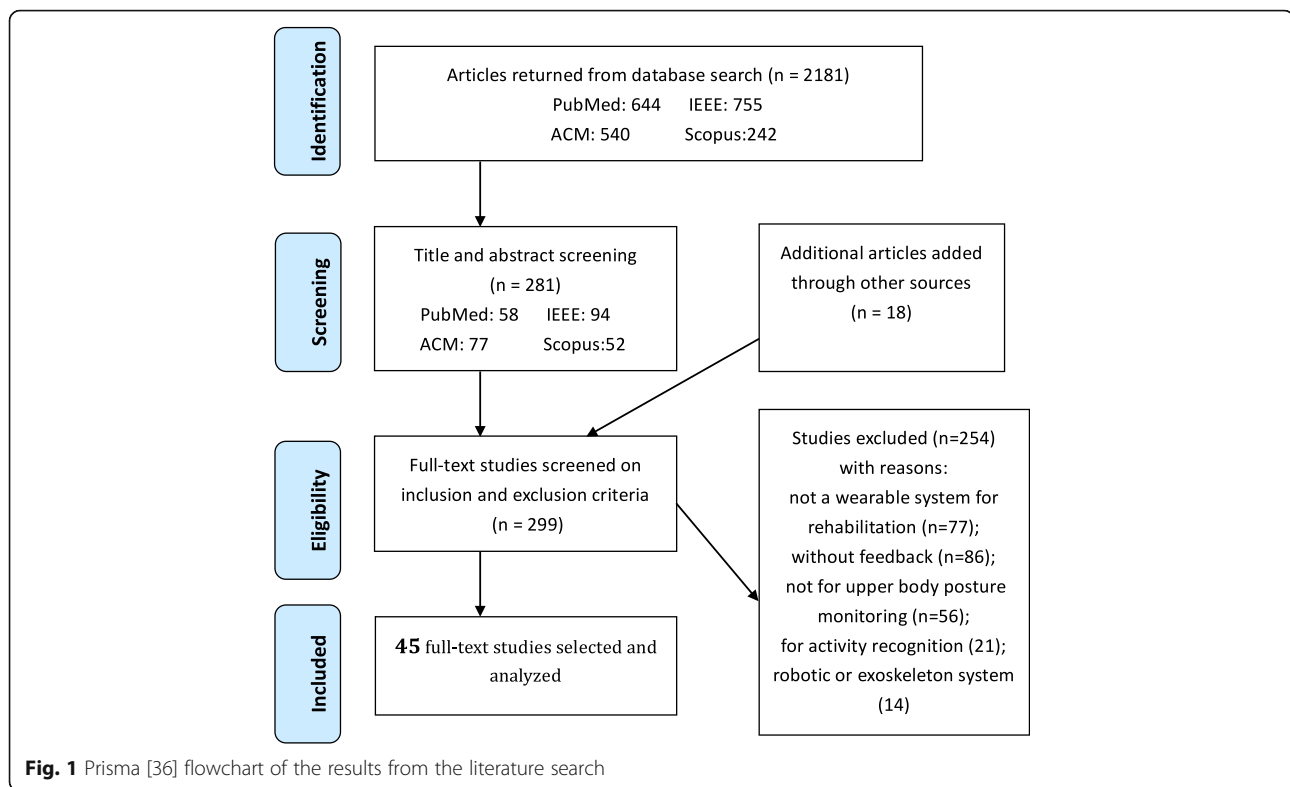 Identification
Articles returned from database search (n = 2181)
PubMed: 644 IEEE: 755
ACM: 540 Scopus:242
Screening
Title and abstract screening
(n = 281)
PubMed: 58 IEEE: 94
ACM: 77 Scopus:52
Additional articles added
through other sources
(n = 18)
Eligibility
Full-text studies screened on
inclusion and exclusion criteria
(n = 299)
Studies excluded (n=254)
with reasons:
not a wearable system for
rehabilitation (n=77);
without feedback (n=86);
not for upper body posture
monitoring (n=56);
for activity recognition (21);
robotic or exoskeleton system
(14)
Included
45 full-text studies selected and
analyzed
Fig. 1 Prisma [36] flowchart of the results from the literature search